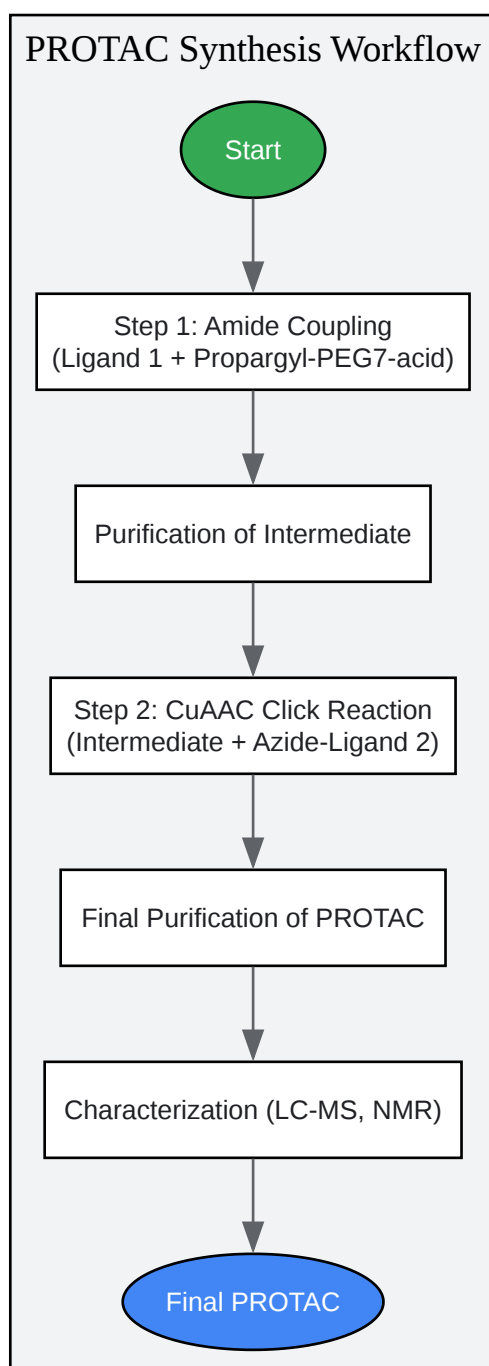 PROTAC Synthesis Workflow
Start
Step 1: Amide Coupling
(Ligand 1 + Propargyl-PEG7-acid)
Purification of Intermediate
Step 2: CuAAC Click Reaction
(Intermediate + Azide-Ligand 2)
Final Purification of PROTAC
Characterization (LC-MS, NMR)
Final PROTAC